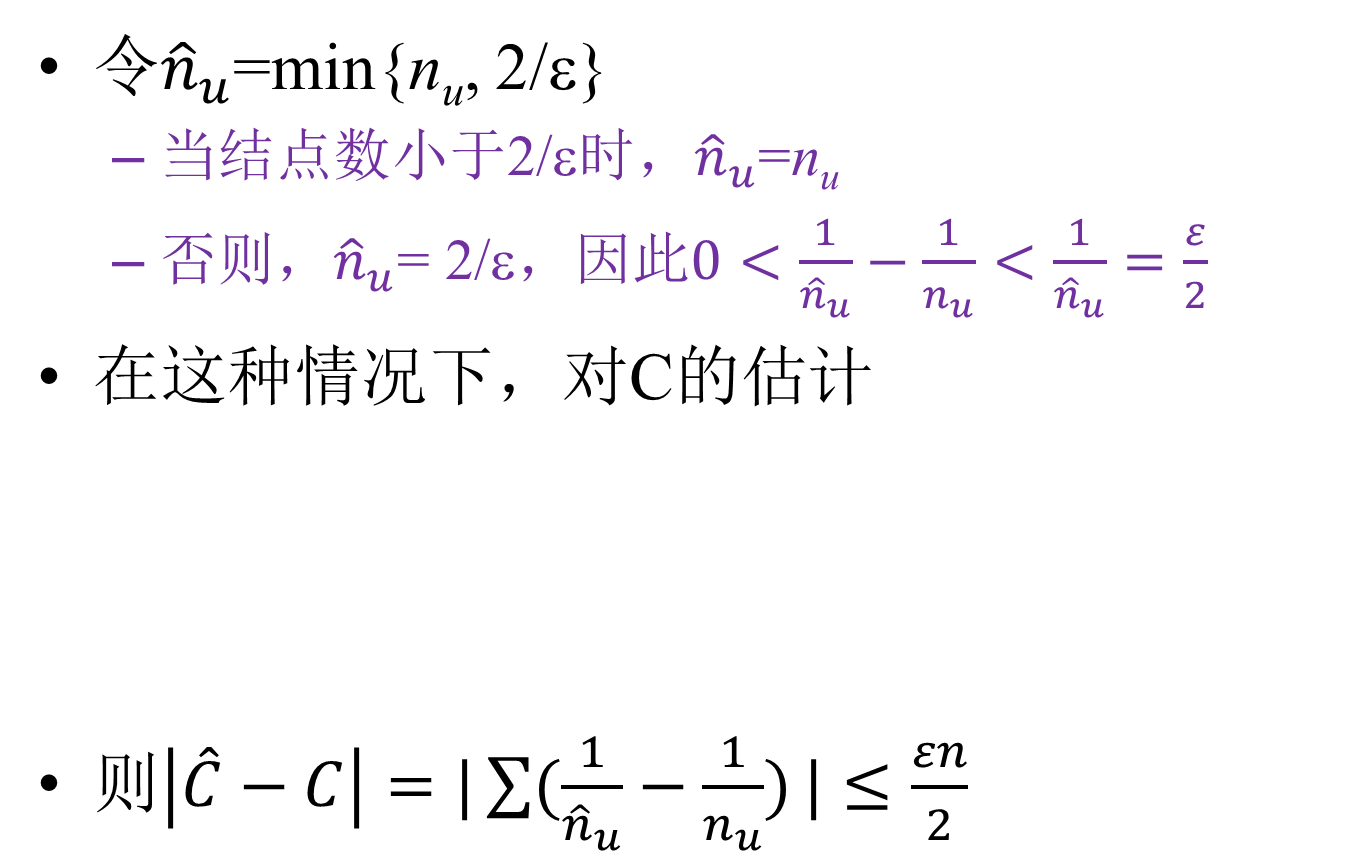 • 令n̂ᵤ=min{nᵤ, 2/ε}
– 当结点数小于2/ε时，n̂ᵤ=nᵤ
– 否则，n̂ᵤ= 2/ε，因此0 < 1/n̂ᵤ − 1/nᵤ < 1/n̂ᵤ = ε/2
• 在这种情况下，对C的估计
• 则|Ĉ − C| = | ∑(1/n̂ᵤ − 1/nᵤ) | ≤ εn/2